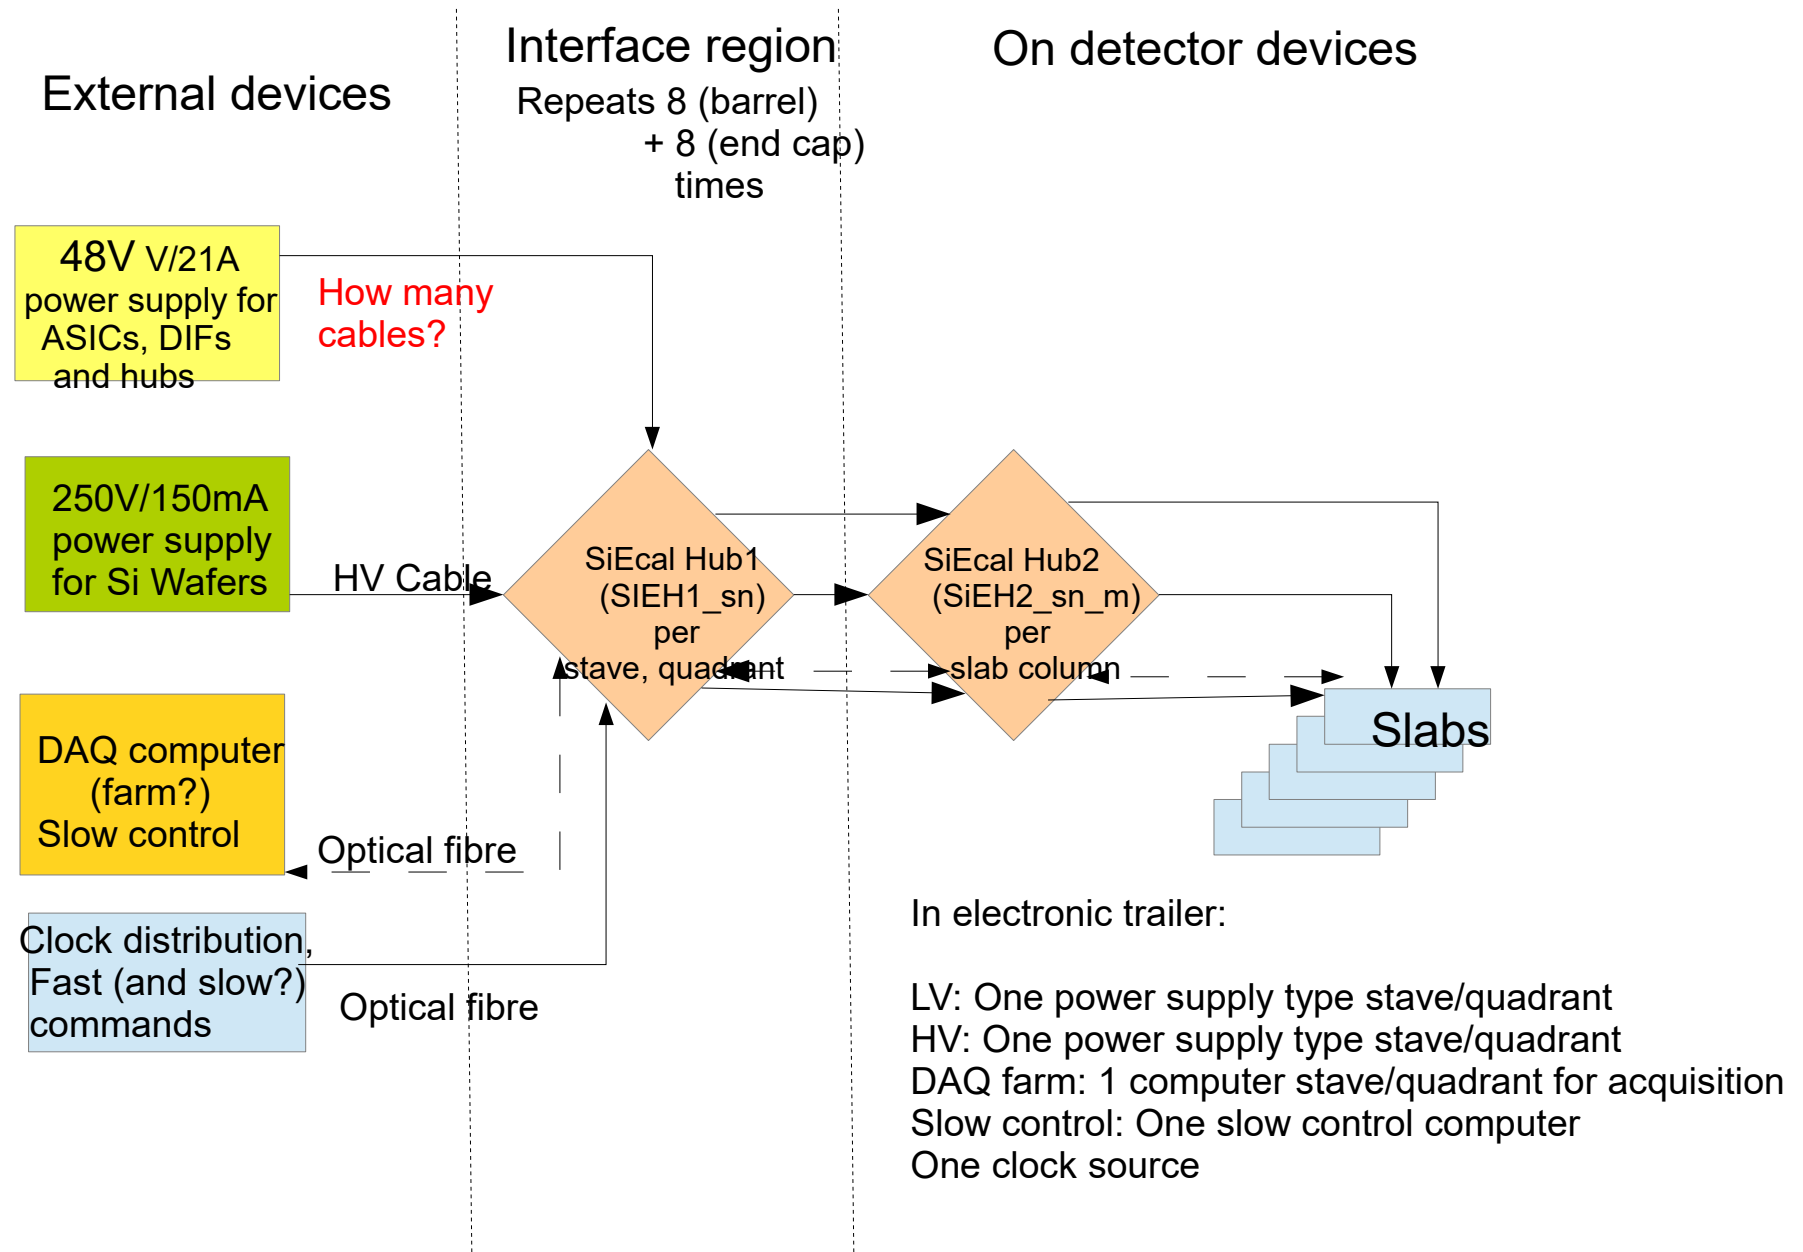 External devices
Interface region
Repeats 8 (barrel)
+ 8 (end cap)
times
On detector devices
48V V/21A
power supply for
ASICs, DIFs
and hubs
How many
cables?
250V/150mA
power supply
for Si Wafers
HV Cable
SiEcal Hub1
(SIEH1_sn)
per
stave, quadrant
SiEcal Hub2
(SiEH2_sn_m)
per
slab column
Slabs
DAQ computer
(farm?)
Slow control
Optical fibre
Clock distribution,
Fast (and slow?)
commands
Optical fibre
In electronic trailer:
LV: One power supply type stave/quadrant
HV: One power supply type stave/quadrant
DAQ farm: 1 computer stave/quadrant for acquisition
Slow control: One slow control computer
One clock source